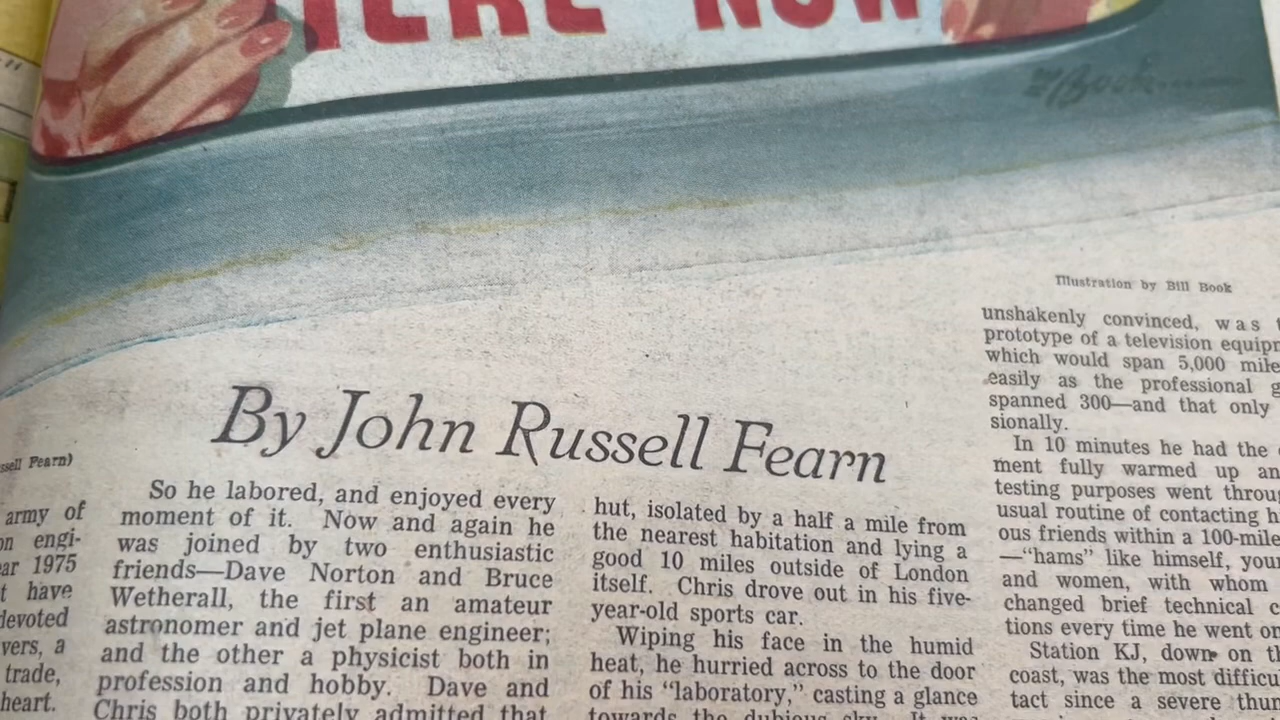 HERE NOW
Book
Illustration by Bill Book
By John Russell Fearn
ssell Fearn)
army of
on engi-
ar 1975
t have
devoted
vers, a
trade,
heart.
So he labored, and enjoyed every
moment of it. Now and again he
was joined by two enthusiastic
friends—Dave Norton and Bruce
Wetherall, the first an amateur
astronomer and jet plane engineer;
and the other a physicist both in
profession and hobby. Dave and
Chris both privately admitted that
hut, isolated by a half a mile from
the nearest habitation and lying a
good 10 miles outside of London
itself. Chris drove out in his five-
year-old sports car.
Wiping his face in the humid
heat, he hurried across to the door
of his "laboratory," casting a glance
towards the dubious sky. It was
unshakenly convinced, was
prototype of a television equip
which would span 5,000 mile
easily as the professional
spanned 300—and that only
sionally.
In 10 minutes he had the
ment fully warmed up an
testing purposes went throu
usual routine of contacting h
ous friends within a 100-mile
—"hams" like himself, you
and women, with whom
changed brief technical c
tions every time he went on
Station KJ, down on th
coast, was the most difficu
tact since a severe thun